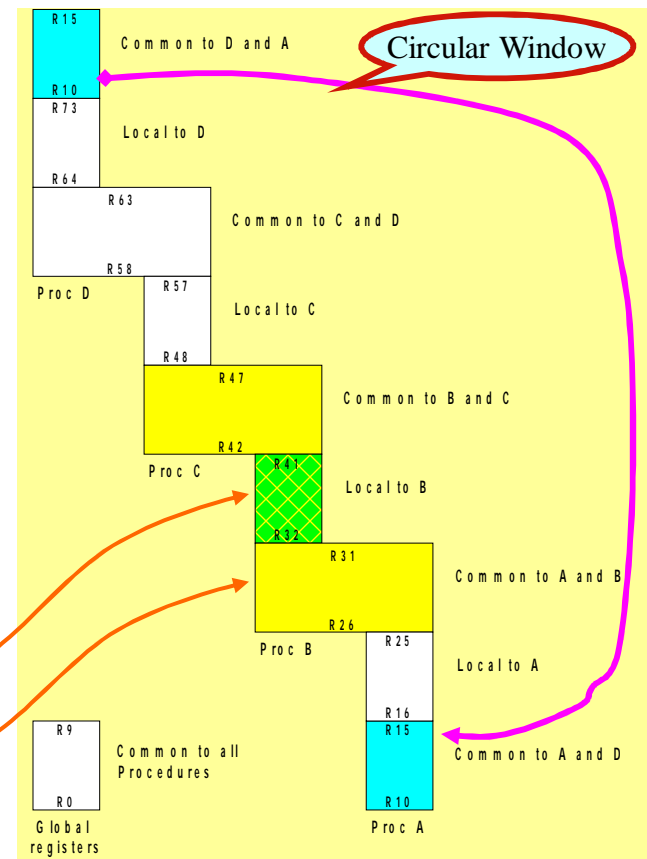 R15
Common to D and A
Circular Window
R10
R73
Local to D
R64
R63
Common to C and D
R58
Proc D
R57
Local to C
R48
R47
Common to B and C
R42
Proc C
R41
Local to B
R32
R31
Common to A and B
R26
Proc B
R25
Local to A
R16
R15
Common to A and D
R10
Proc A
R9
Common to all
Procedures
R0
Global
registers